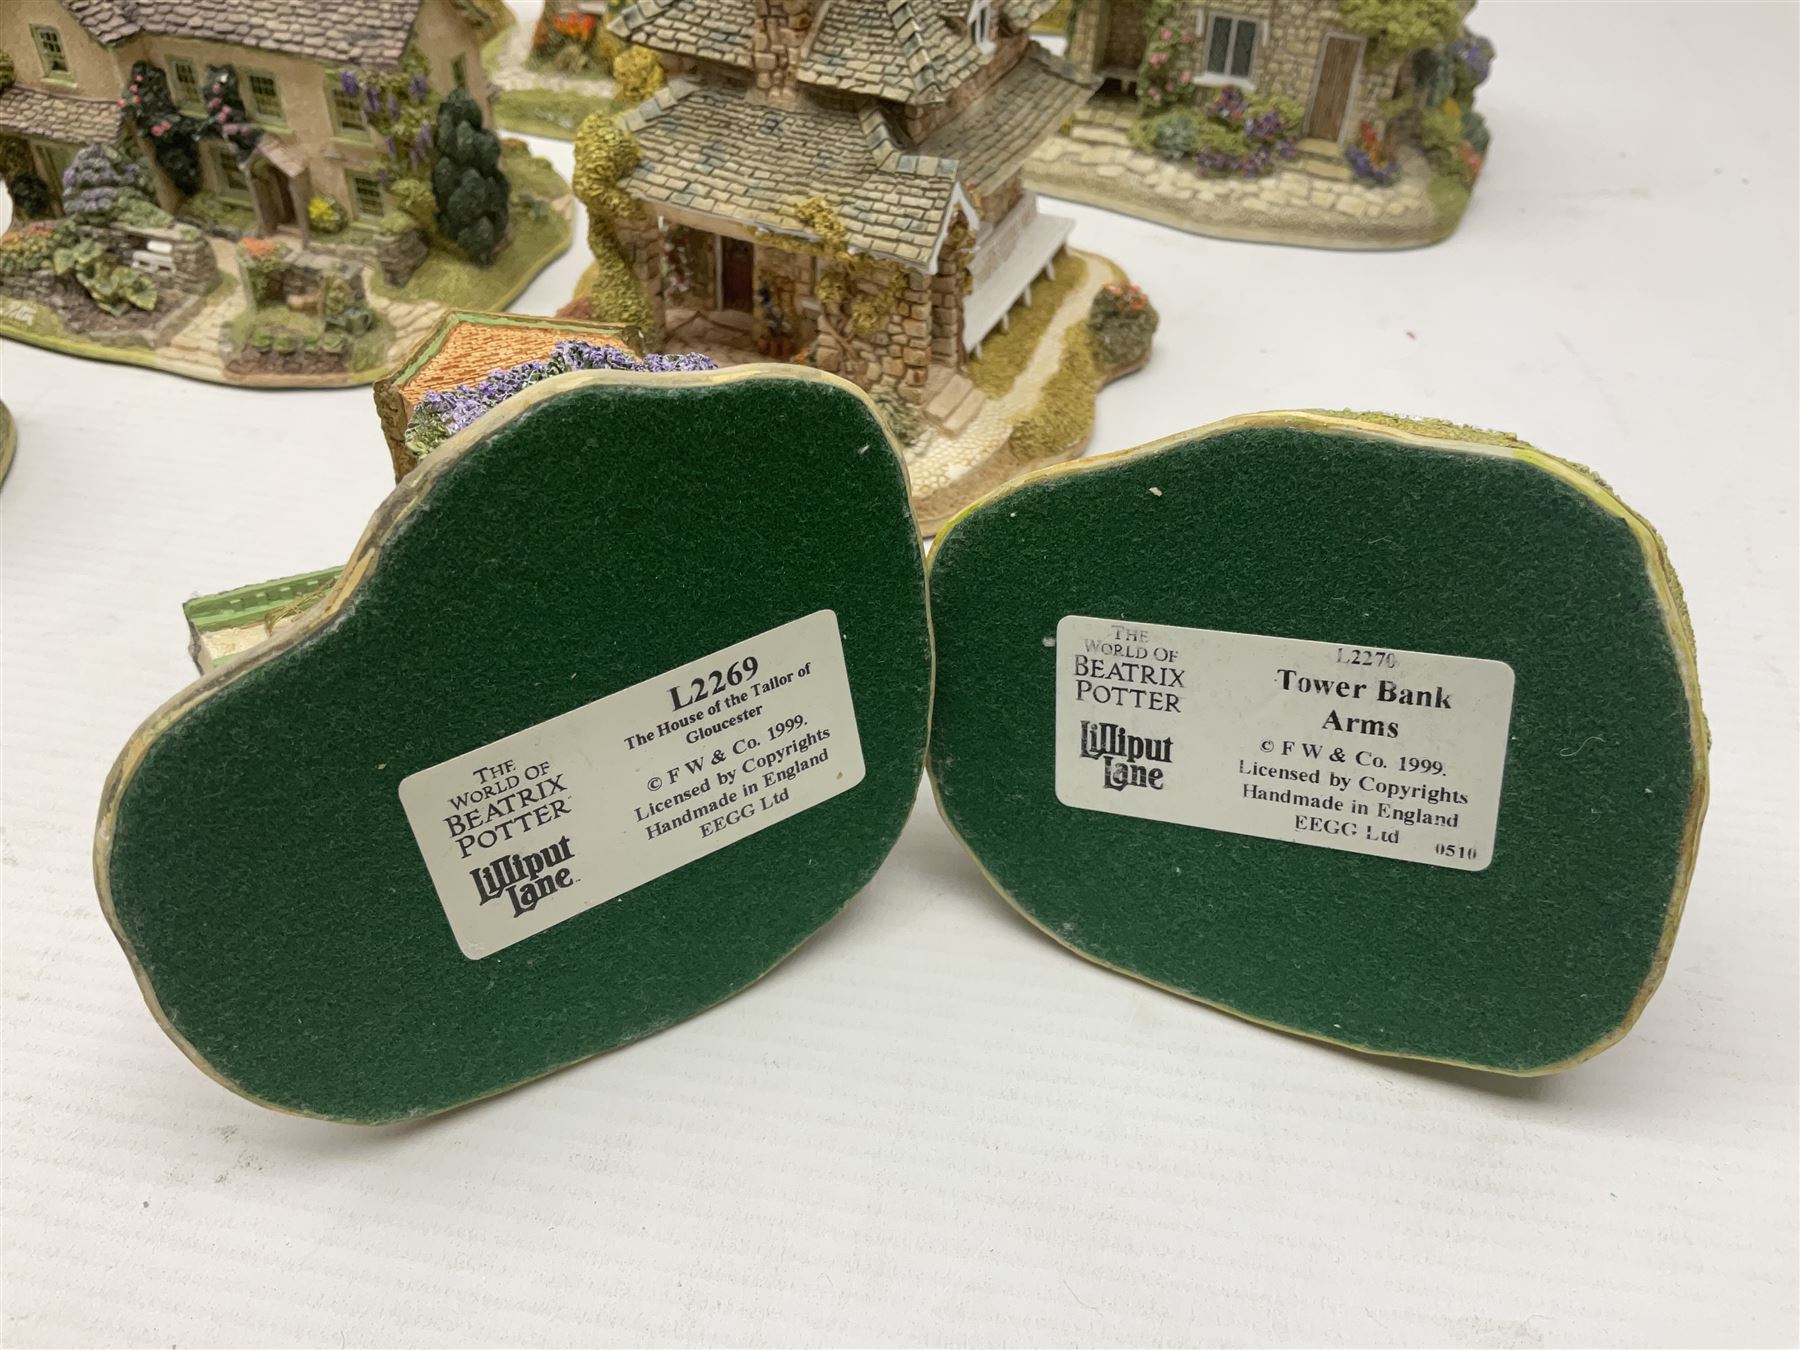 THE
WORLD OF
BEATRIX
POTTER
Lilliput
Lane™
L2269
The House of the Tailor of
Gloucester
© F W & Co. 1999.
Licensed by Copyrights
Handmade in England
EEGG Ltd
THE
WORLD OF
BEATRIX
POTTER
Lilliput
Lane
L2270
Tower Bank
Arms
© F W & Co. 1999.
Licensed by Copyrights
Handmade in England
EEGG Ltd
0510